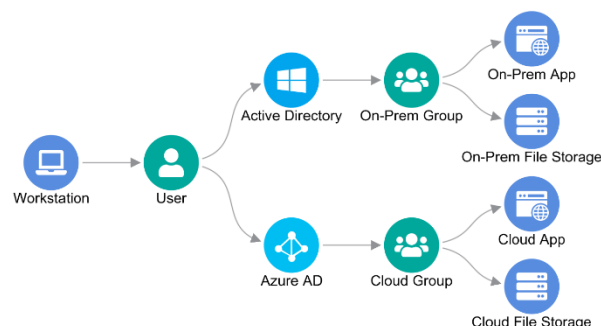 On-Prem App
Active Directory
On-Prem Group
On-Prem File Storage
Workstation
User
Cloud App
Azure AD
Cloud Group
Cloud File Storage